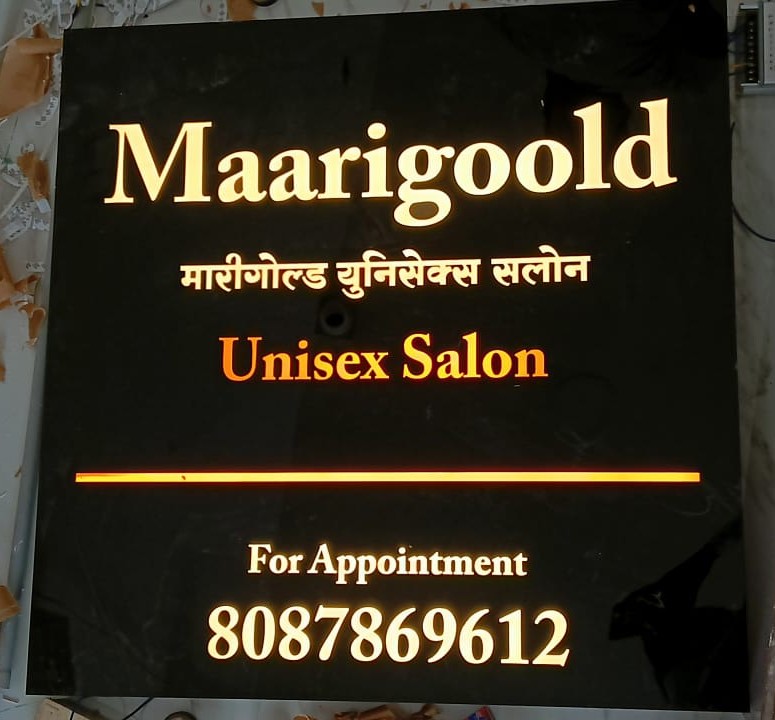 Maarigoold
मारीगोल्ड युनिसेक्स सलोन
Unisex Salon
For Appointment
8087869612